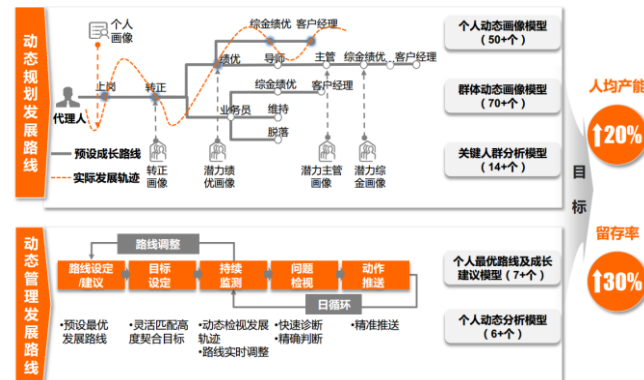 动态规划发展路线
个人
画像
代理人
上岗
转正
绩优
综金绩优
客户经理
导师
主管
综金绩优
客户经理
业务员
综金绩优
客户经理
维持
脱落
预设成长路线
实际发展轨迹
转正
画像
潜力绩
优画像
潜力主管
画像
潜力综
金画像
个人动态画像模型
（50+个）
群体动态画像模型
（70+个）
关键人群分析模型
（14+个）
动态管理发展路线
路线调整
路线设定
/建议
目标
设定
持续
监测
问题
检视
动作
推送
日循环
•预设最优
发展路线
•灵活匹配高
度契合目标
•动态检视发展
轨迹
•路线实时调整
•快速诊断
•精确判断
•精准推送
个人最优路线及成长
建议模型（7+个）
个人动态分析模型
（6+个）
目标
人均产能
20%
留存率
30%